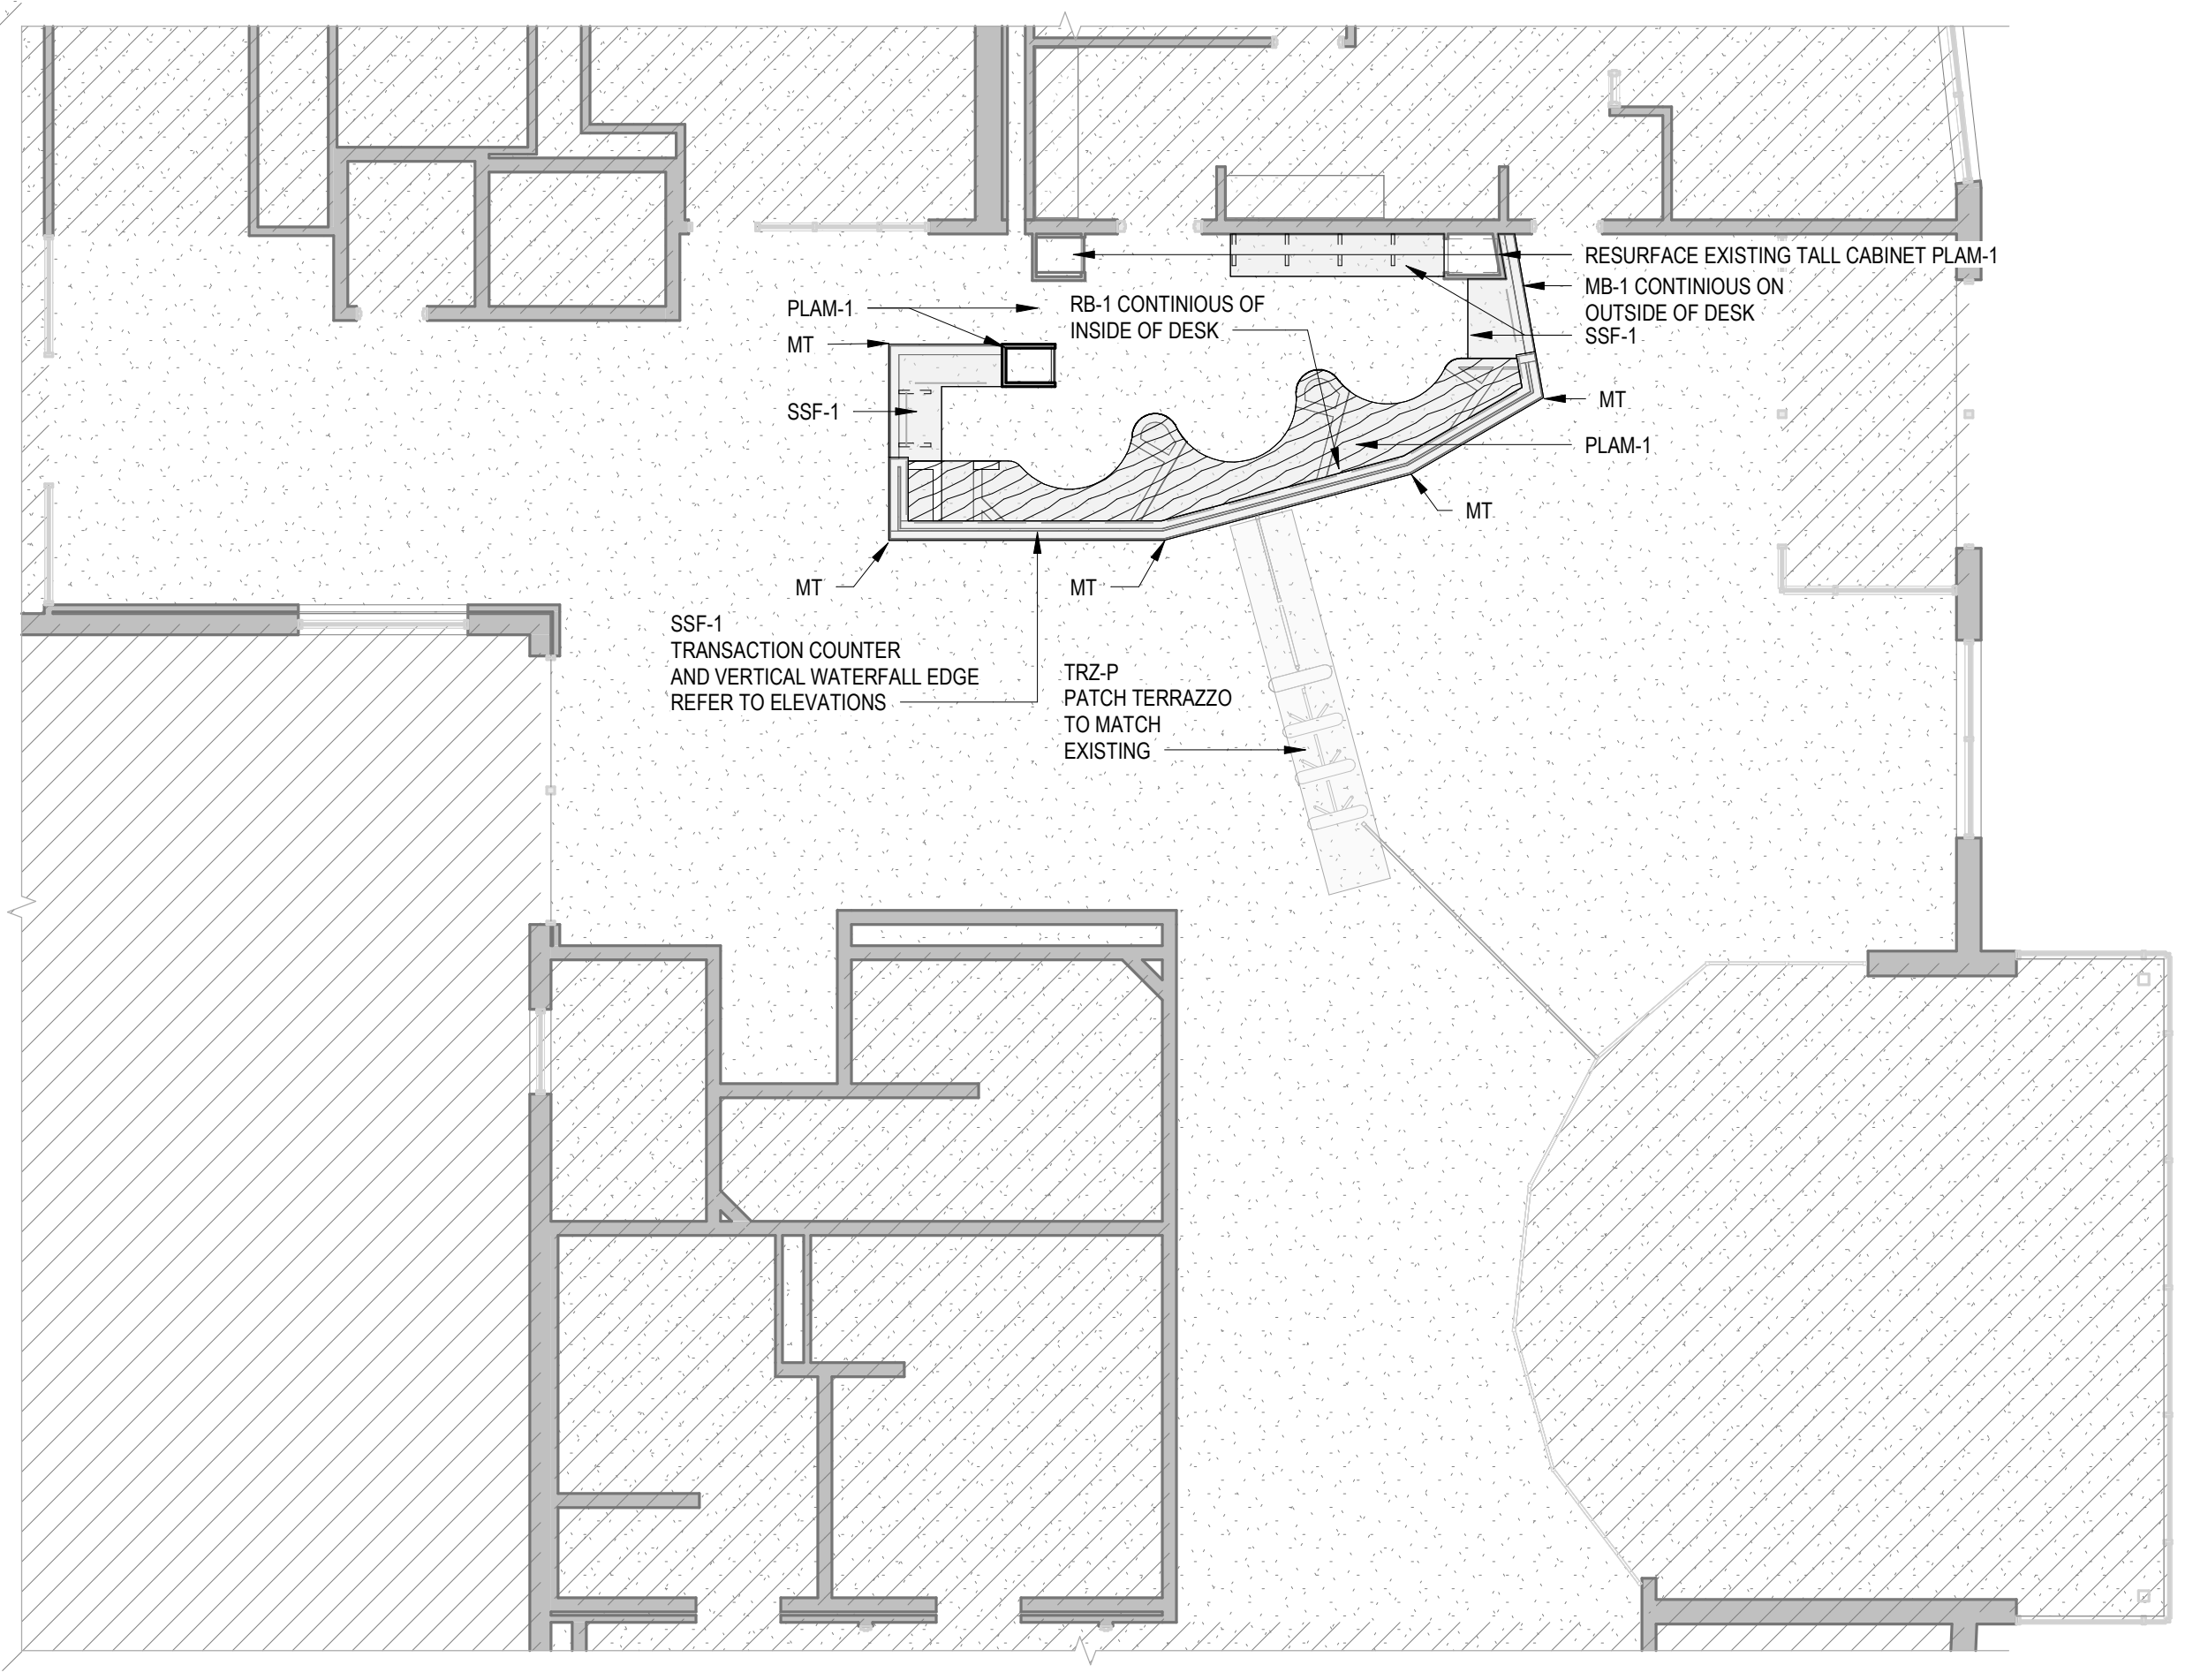 RESURFACE EXISTING TALL CABINET PLAM-1
MB-1 CONTINIOUS ON
OUTSIDE OF DESK
SSF-1
PLAM-1
RB-1 CONTINIOUS OF
INSIDE OF DESK
MT
SSF-1
MT
PLAM-1
MT
MT
MT
SSF-1
TRANSACTION COUNTER
AND VERTICAL WATERFALL EDGE
REFER TO ELEVATIONS
TRZ-P
PATCH TERRAZZO
TO MATCH
EXISTING